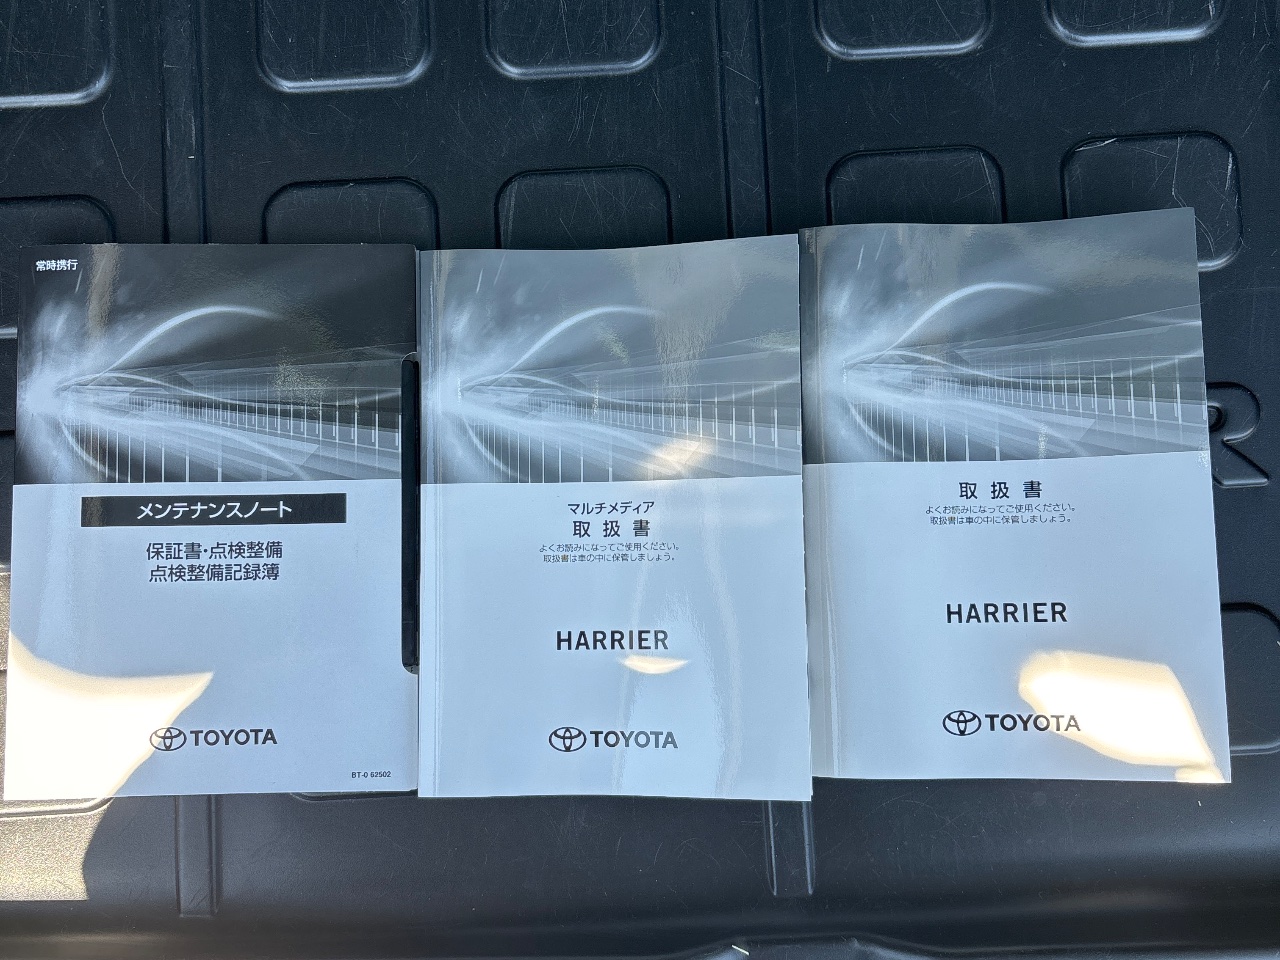 常時携行
メンテナンスノート
保証書・点検整備
点検整備記録簿
TOYOTA
BT-0 62502
マルチメディア
取扱書
よくお読みになってご使用ください。
取扱書は車の中に保管しましょう。
HARRIER
TOYOTA
取扱書
よくお読みになってご使用ください。
取扱書は車の中に保管しましょう。
HARRIER
TOYOTA
R